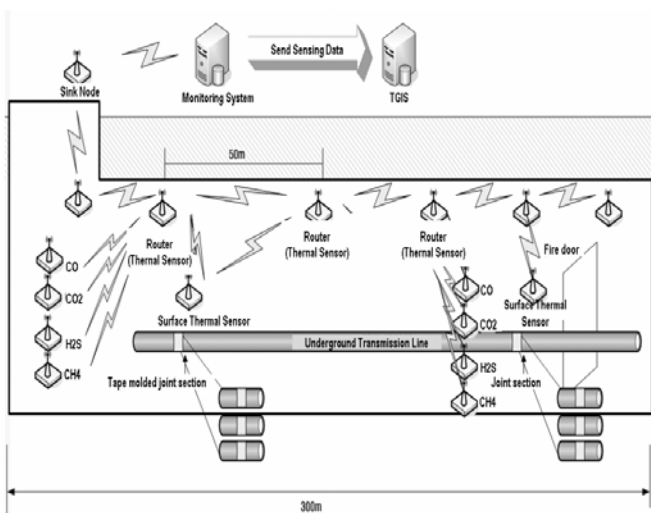 Send Sensing Data
Sink Node
Monitoring System
TGIS
50m
Router
(Thermal Sensor)
Router
(Thermal Sensor)
Router
(Thermal Sensor)
Fire door
CO
CO2
H2S
CH4
Surface Thermal Sensor
CO
CO2
H2S
CH4
Surface Thermal
Sensor
Underground Transmission Line
Tape molded joint section
Joint section
300m